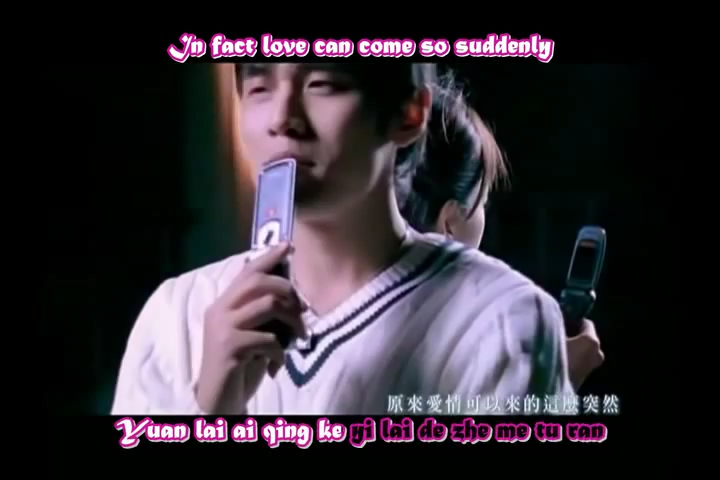 In fact love can come so suddenly
原來愛情可以來的這麼突然
Yuan lai ai qing ke yi lai de zhe me tu ran